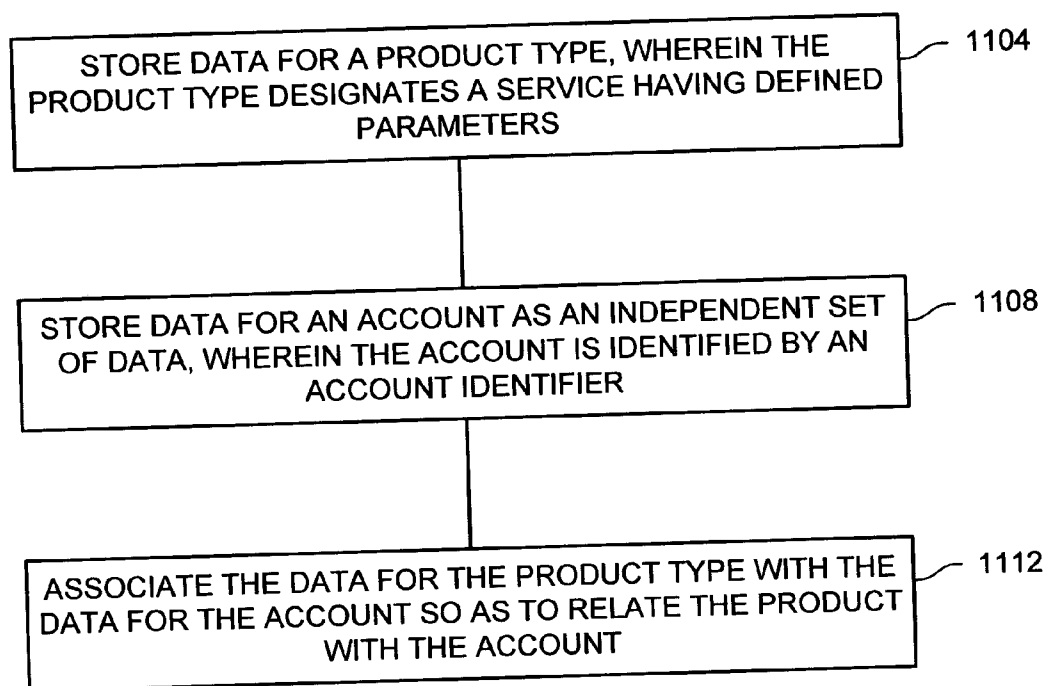 STORE DATA FOR A PRODUCT TYPE, WHEREIN THE
PRODUCT TYPE DESIGNATES A SERVICE HAVING DEFINED
PARAMETERS
1104
STORE DATA FOR AN ACCOUNT AS AN INDEPENDENT SET
OF DATA, WHEREIN THE ACCOUNT IS IDENTIFIED BY AN
ACCOUNT IDENTIFIER
1108
ASSOCIATE THE DATA FOR THE PRODUCT TYPE WITH THE
DATA FOR THE ACCOUNT SO AS TO RELATE THE PRODUCT
WITH THE ACCOUNT
1112